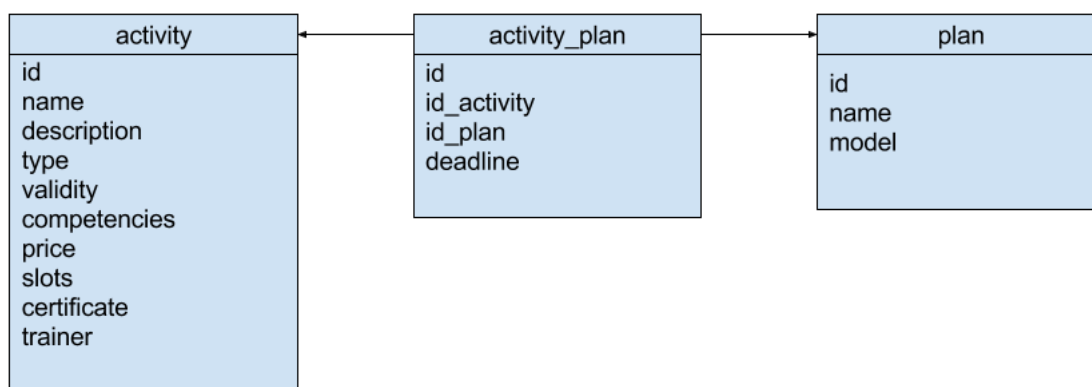 activity
id
name
description
type
validity
competencies
price
slots
certificate
trainer
activity_plan
id
id_activity
id_plan
deadline
plan
id
name
model